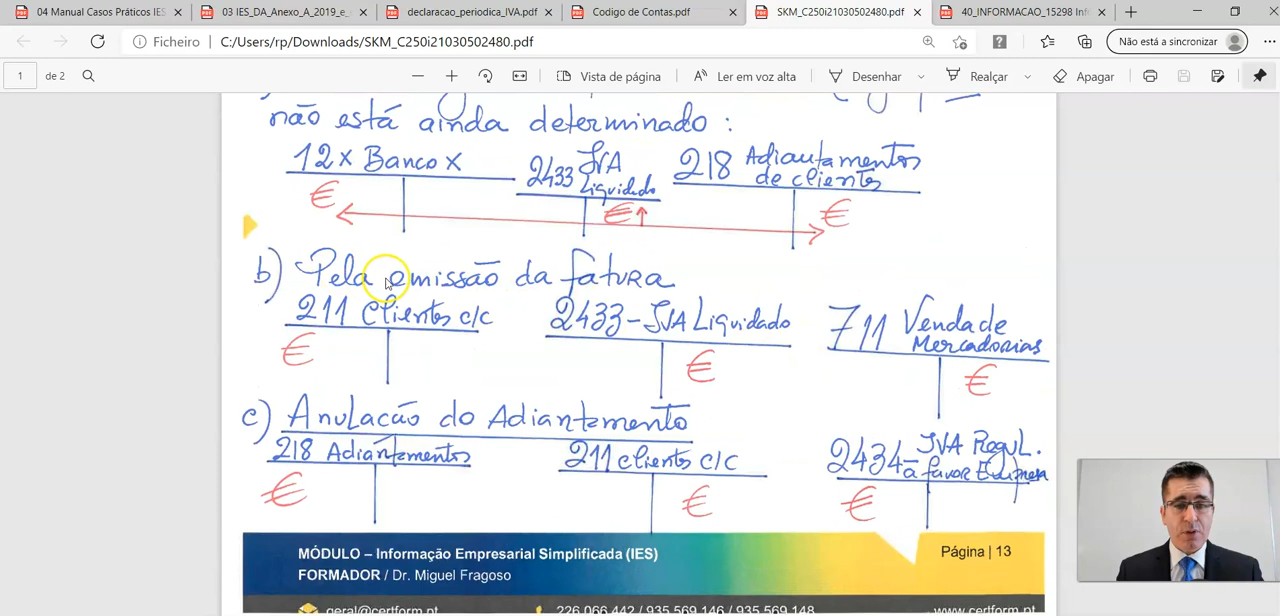 04 Manual Casos Práticos IES
03 IES_DA_Anexo_A_2019_e_
declaracao_periodica_IVA.pdf
Codigo de Contas.pdf
SKM_C250i21030502480.pdf
40_INFORMACAO_15298 Inf
Ficheiro
C:/Users/rp/Downloads/SKM_C250i21030502480.pdf
Não está a sincronizar
1 de 2
Vista de página
Ler em voz alta
Desenhar
Realçar
Apagar
não está ainda determinado :
12x Banco x
2433 IVA Liquidado
218 Adiantamentos de clientes
€ € €
b) Pela emissão da fatura
211 Clientes c/c
2433 - IVA Liquidado
711 Venda de Mercadorias
€ € €
c) Anulação do Adiantamento
218 Adiantamentos
211 clientes c/c
2434 - IVA Regul. a favor Empresa
€ € €
MÓDULO – Informação Empresarial Simplificada (IES)
FORMADOR / Dr. Miguel Fragoso
Página | 13
geral@certform.pt
226 066 442 / 935 569 146 / 935 569 148
www.certform.pt